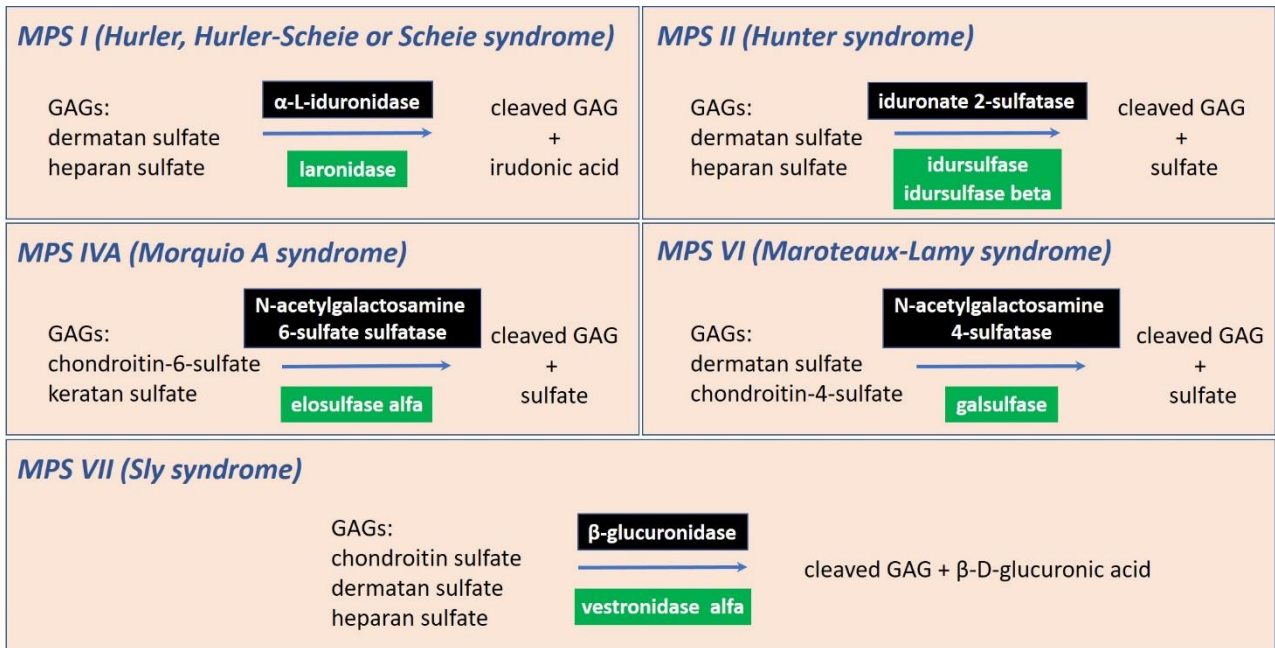 MPS I (Hurler, Hurler-Scheie or Scheie syndrome)
GAGs:
dermatan sulfate
heparan sulfate
α-L-iduronidase
laronidase
cleaved GAG
+
irudonic acid
MPS II (Hunter syndrome)
GAGs:
dermatan sulfate
heparan sulfate
iduronate 2-sulfatase
idursulfase
idursulfase beta
cleaved GAG
+
sulfate
MPS IVA (Morquio A syndrome)
GAGs:
chondroitin-6-sulfate
keratan sulfate
N-acetylgalactosamine
6-sulfate sulfatase
elosulfase alfa
cleaved GAG
+
sulfate
MPS VI (Maroteaux-Lamy syndrome)
GAGs:
dermatan sulfate
chondroitin-4-sulfate
N-acetylgalactosamine
4-sulfatase
galsulfase
cleaved GAG
+
sulfate
MPS VII (Sly syndrome)
GAGs:
chondroitin sulfate
dermatan sulfate
heparan sulfate
β-glucuronidase
vestronidase alfa
cleaved GAG + β-D-glucuronic acid